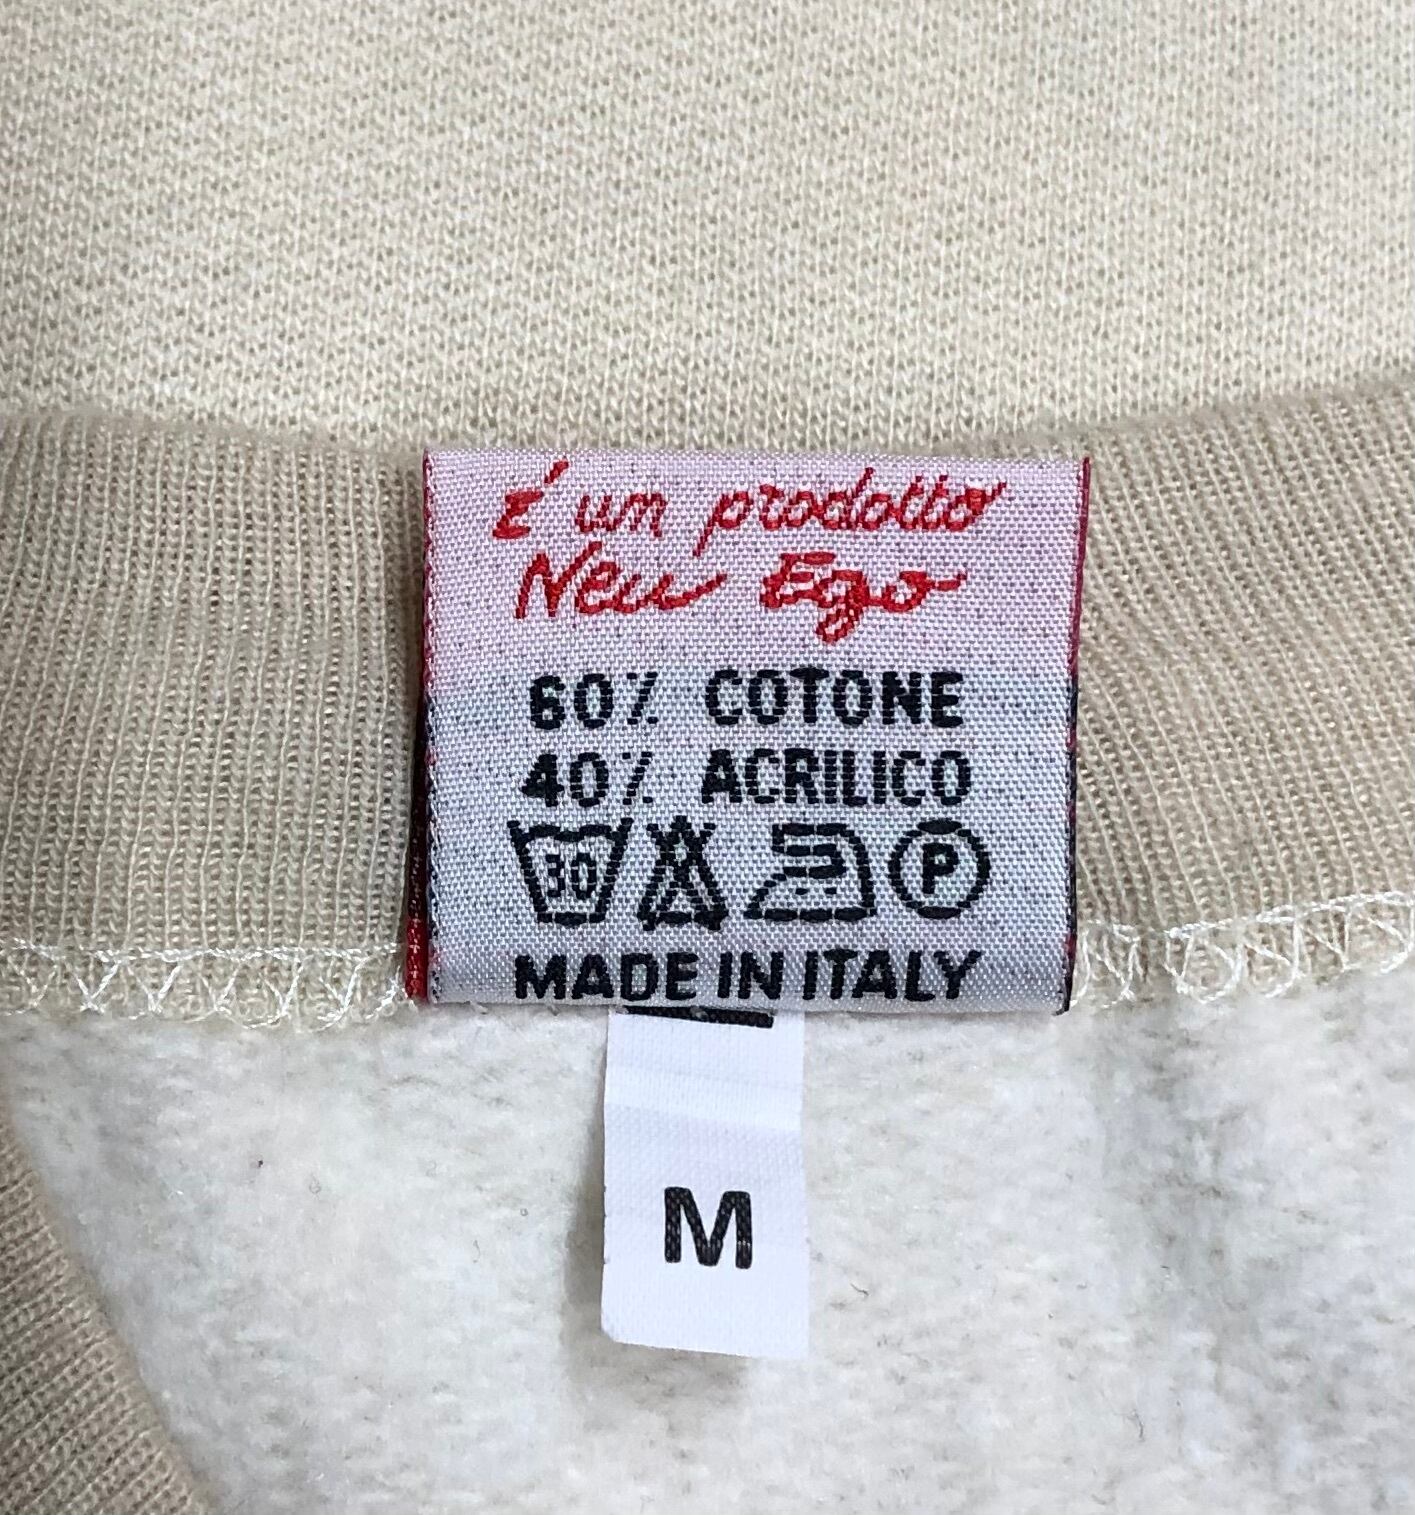 É un prodotto
New Ego
60% COTONE
40% ACRILICO
30 P
MADE IN ITALY
M